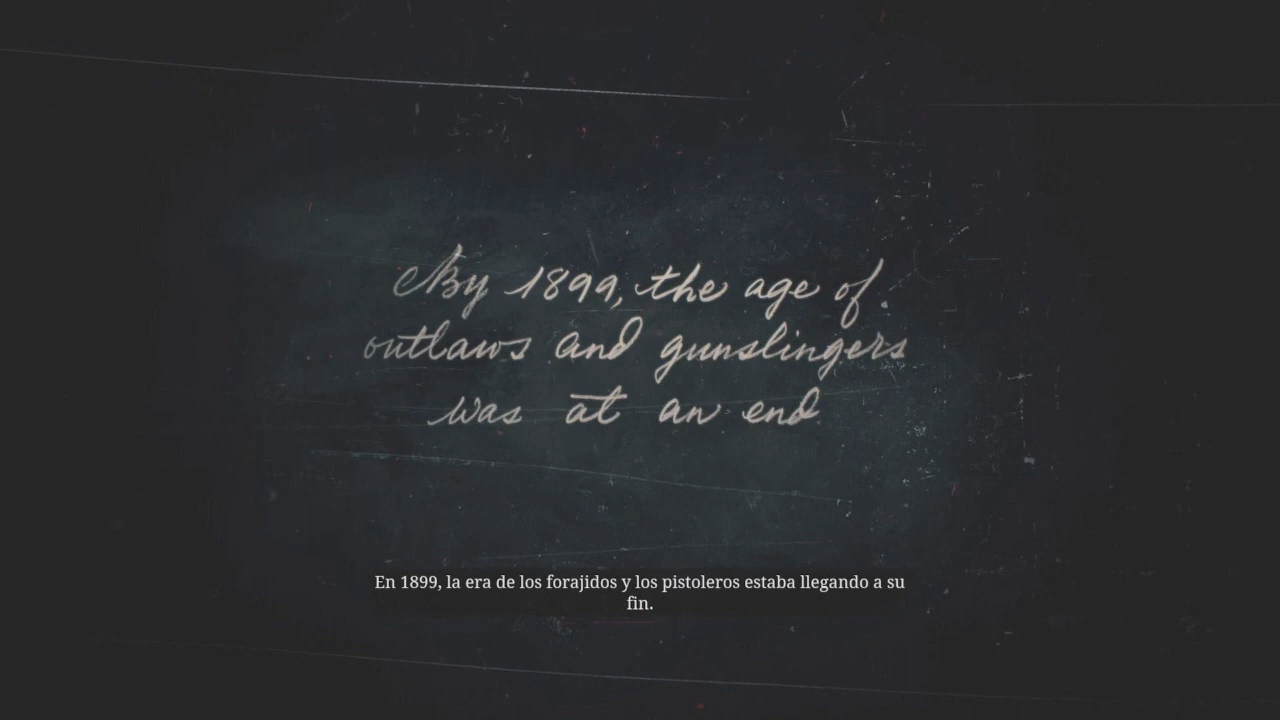 By 1899, the age of
outlaws and gunslingers
was at an end
En 1899, la era de los forajidos y los pistoleros estaba llegando a su
fin.